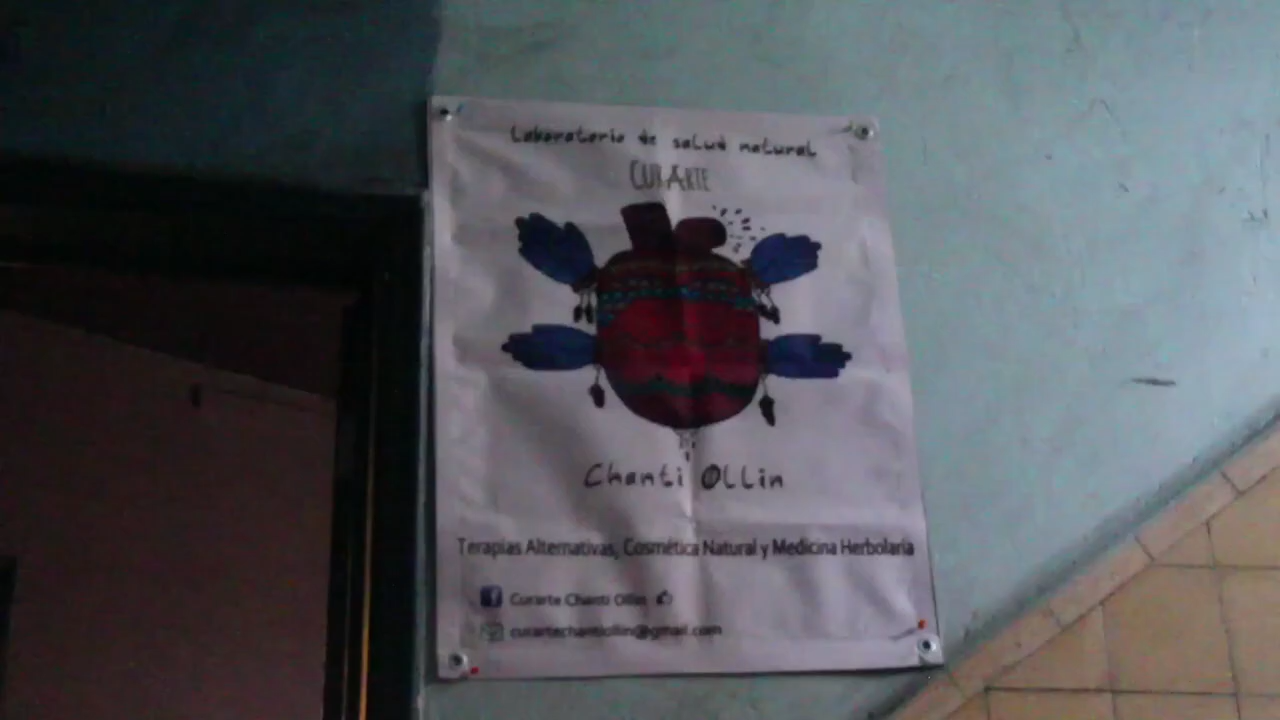 Laboratorio de salud natural
CURARTE
Chanti Ollin
Terapias Alternativas, Cosmética Natural y Medicina Herbolaria
Curarte Chanti Ollin
curartechantiollin@gmail.com